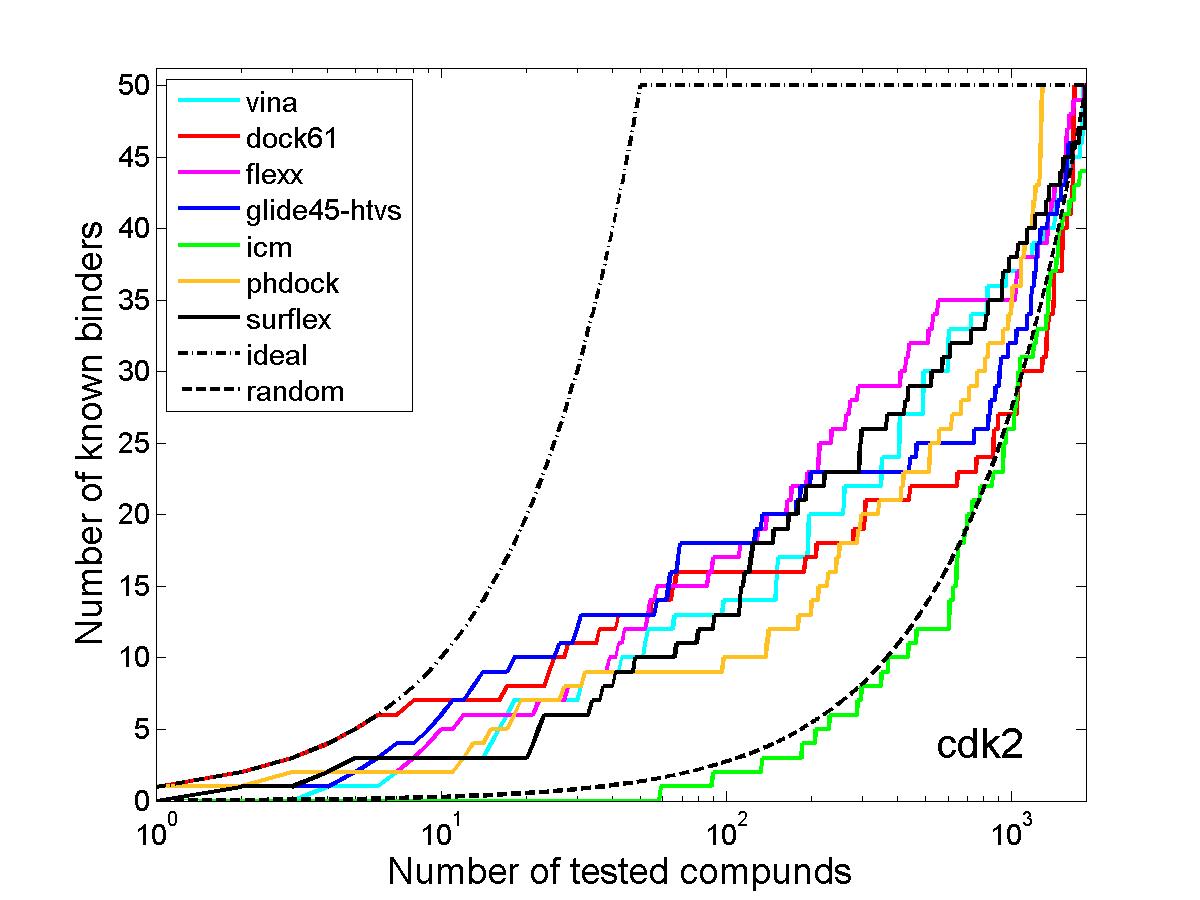 50
45
40
35
30
25
20
15
10
5
0
Number of known binders
vina
dock61
flexx
glide45-htvs
icm
phdock
surflex
ideal
random
cdk2
10^0
10^1
10^2
10^3
Number of tested compunds